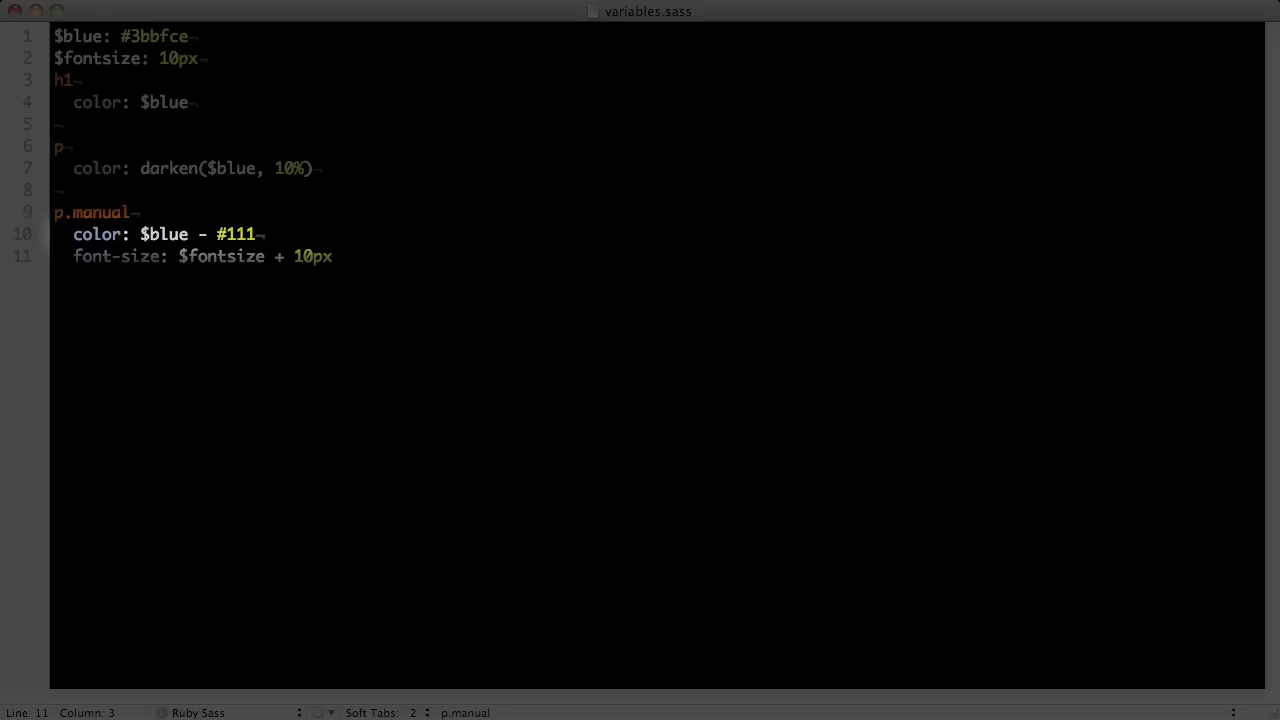 variables.sass
1 $blue: #3bbfce¬
2 $fontsize: 10px¬
3 h1¬
4 color: $blue¬
5 ¬
6 p¬
7 color: darken($blue, 10%)¬
8 ¬
9 p.manual¬
10 color: $blue - #111¬
11 font-size: $fontsize + 10px
Line: 11 Column: 3 Ruby Sass Soft Tabs: 2 p.manual